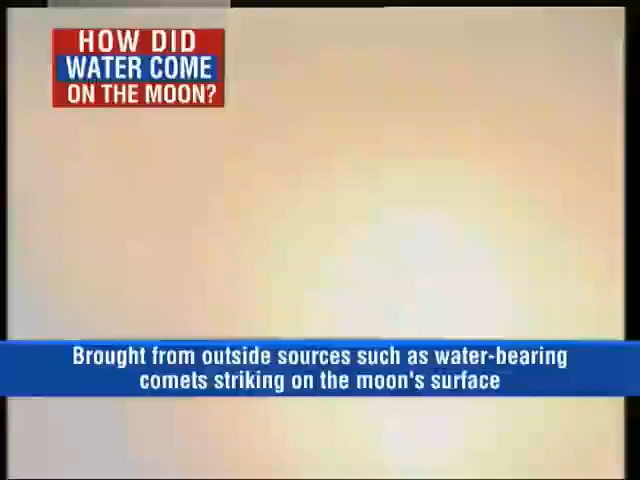 HOW DID
WATER COME
ON THE MOON?
Brought from outside sources such as water-bearing
comets striking on the moon's surface